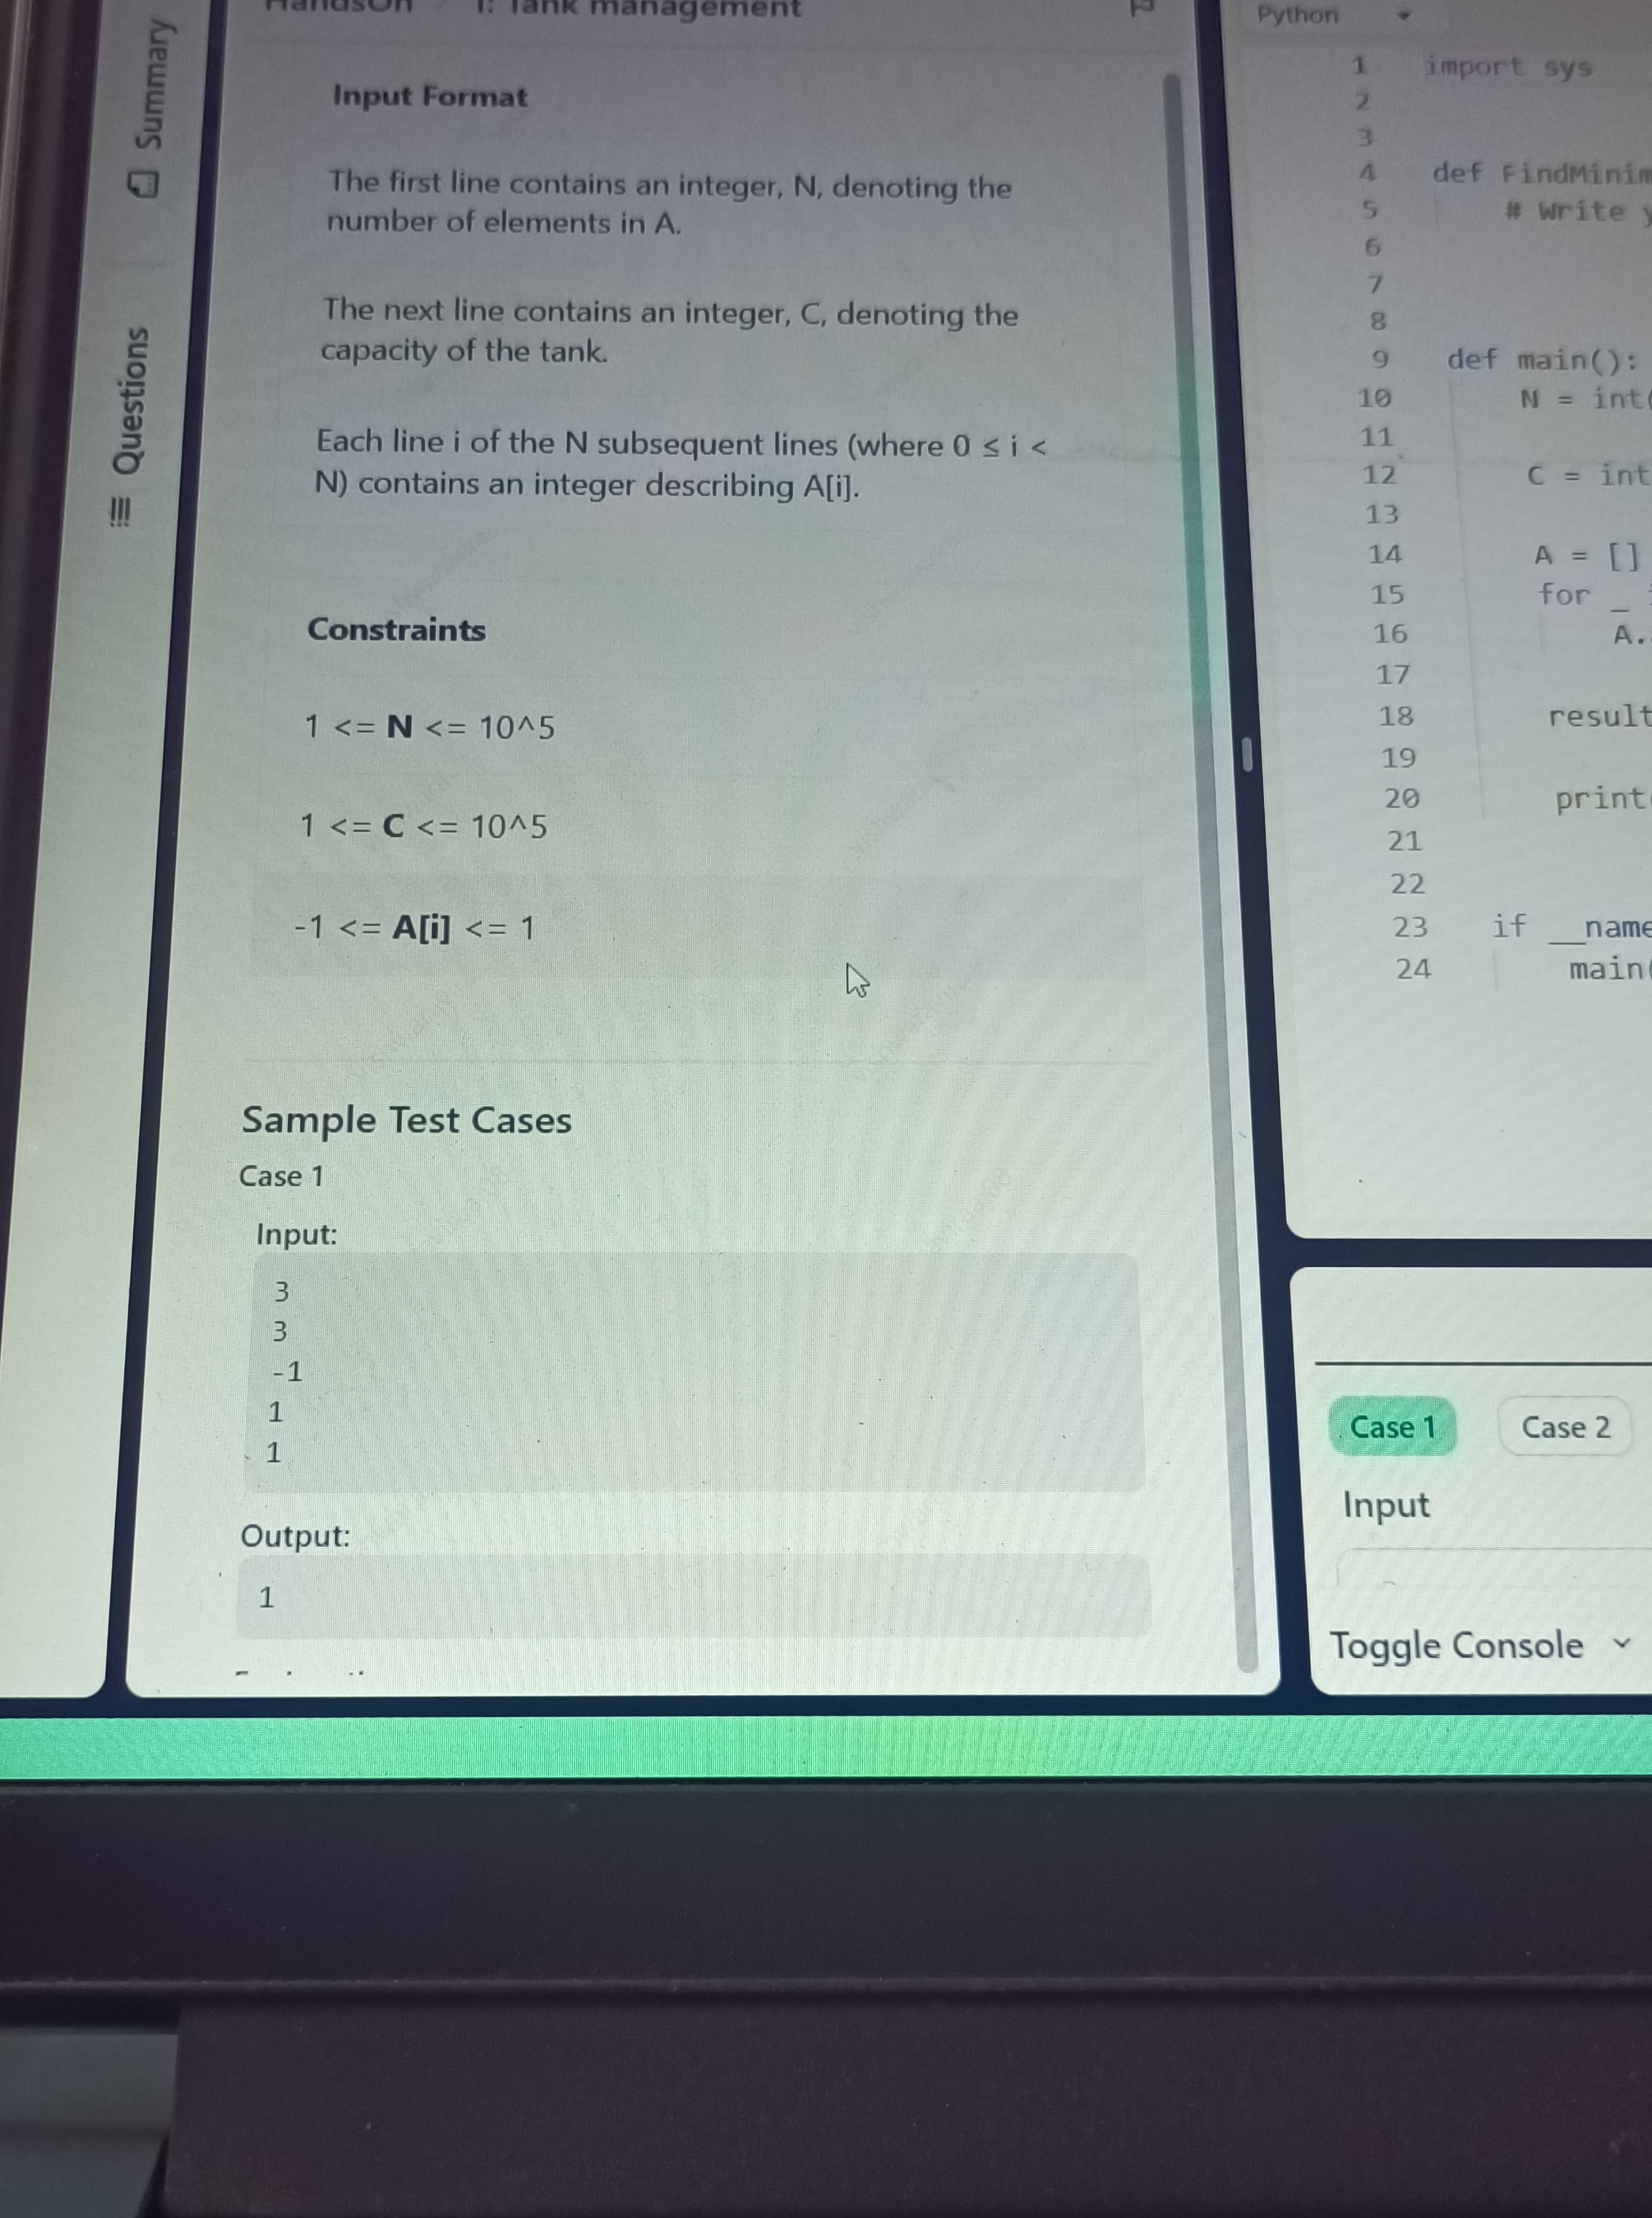 HandsOn 1: Tank management
Summary
Questions
Input Format
The first line contains an integer, N, denoting the
number of elements in A.
The next line contains an integer, C, denoting the
capacity of the tank.
Each line i of the N subsequent lines (where 0 ≤ i <
N) contains an integer describing A[i].
Constraints
1 <= N <= 10^5
1 <= C <= 10^5
-1 <= A[i] <= 1
Sample Test Cases
Case 1
Input:
3
3
-1
1
1
Output:
1
Python
1 import sys
2
3
4 def FindMinim
5 # Write y
6
7
8
9 def main():
10 N = int(
11
12 C = int
13
14 A = []
15 for _
16 A.
17
18 result
19
20 print(
21
22
23 if __name
24 main(
Case 1 Case 2
Input
Toggle Console